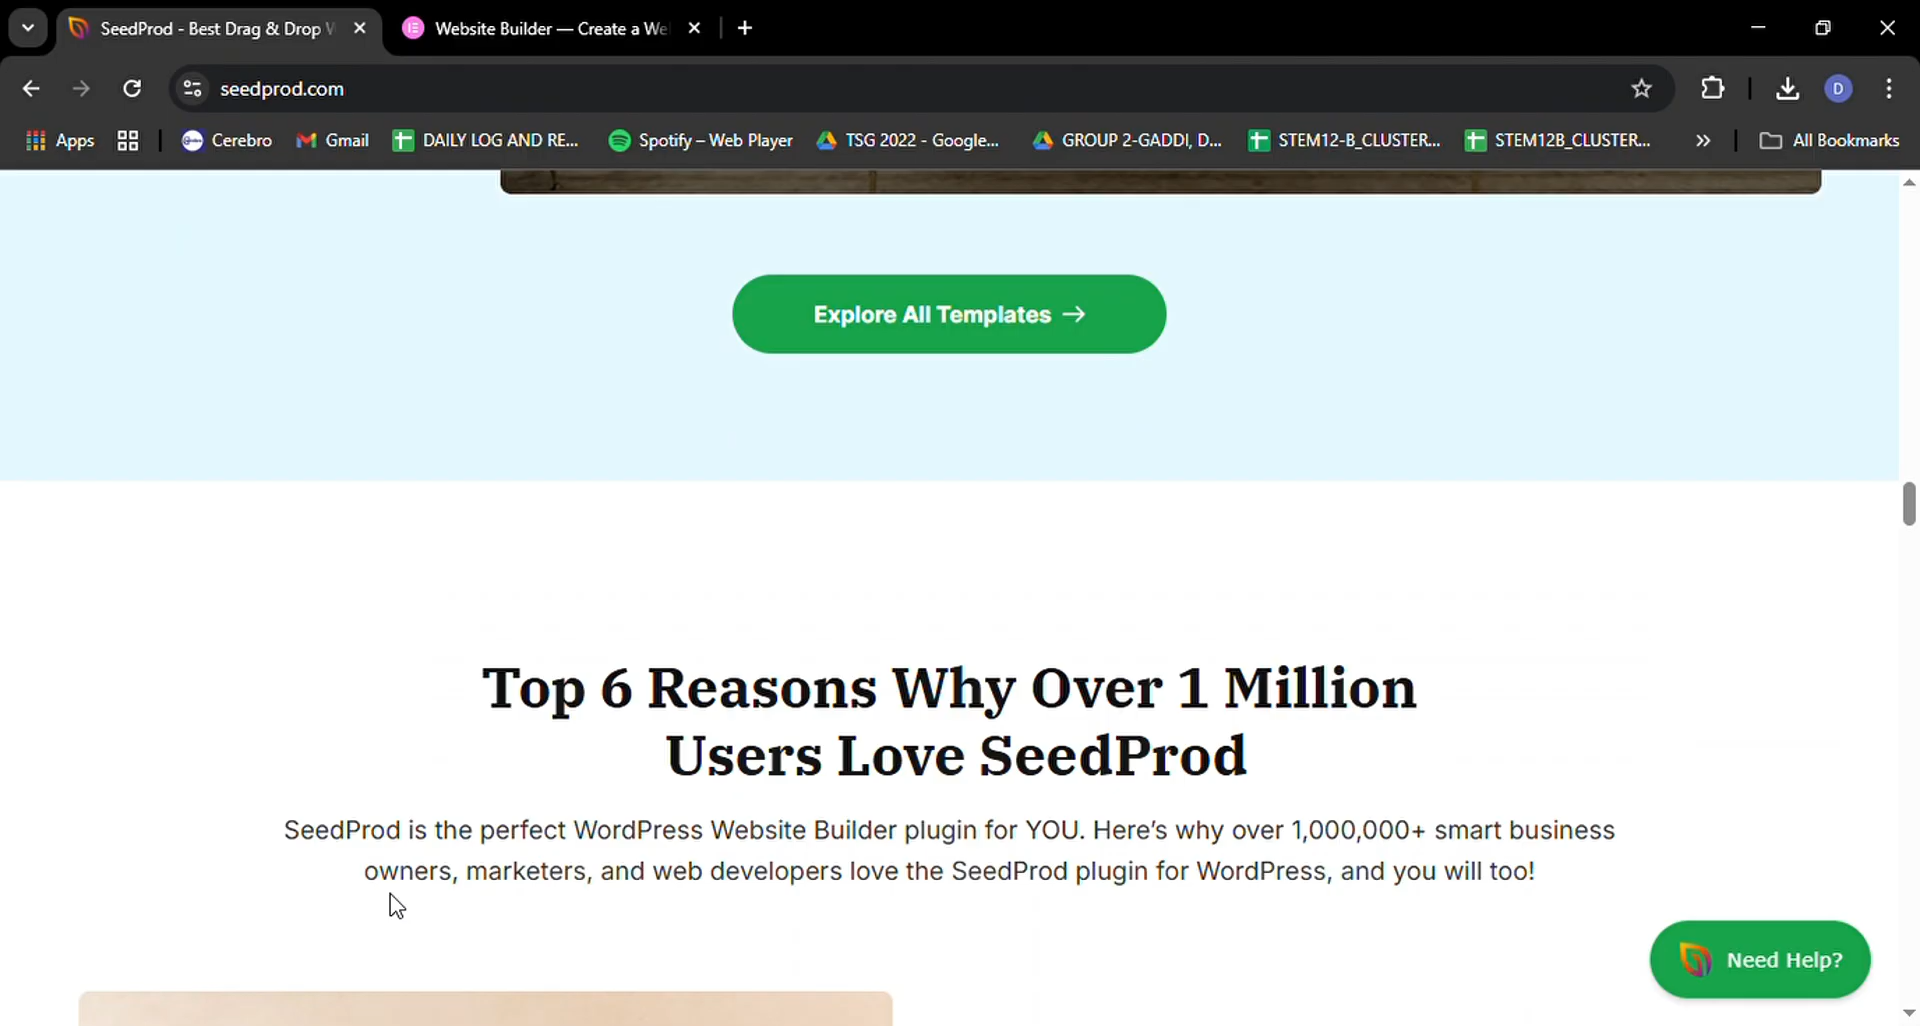 SeedProd - Best Drag & Drop
Website Builder — Create a We
seedprod.com
D
Apps
Cerebro
Gmail
DAILY LOG AND RE...
Spotify – Web Player
TSG 2022 - Google...
GROUP 2-GADDI, D...
STEM12-B_CLUSTER...
STEM12B_CLUSTER...
All Bookmarks
Explore All Templates →
Top 6 Reasons Why Over 1 Million
Users Love SeedProd
SeedProd is the perfect WordPress Website Builder plugin for YOU. Here’s why over 1,000,000+ smart business
owners, marketers, and web developers love the SeedProd plugin for WordPress, and you will too!
Need Help?